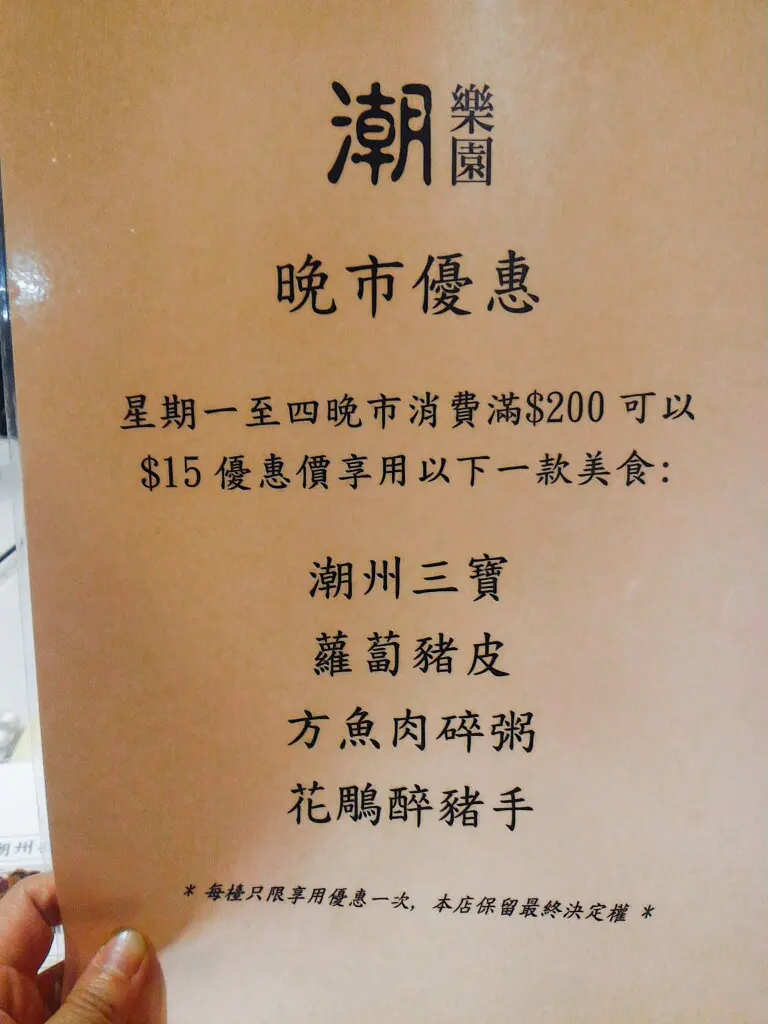 潮樂園
晚市優惠
星期一至四晚市消費滿$200 可以
$15 優惠價享用以下一款美食:
潮州三寶
蘿蔔豬皮
方魚肉碎粥
花鵰醉豬手
* 每檯只限享用優惠一次, 本店保留最終決定權 *
潮州